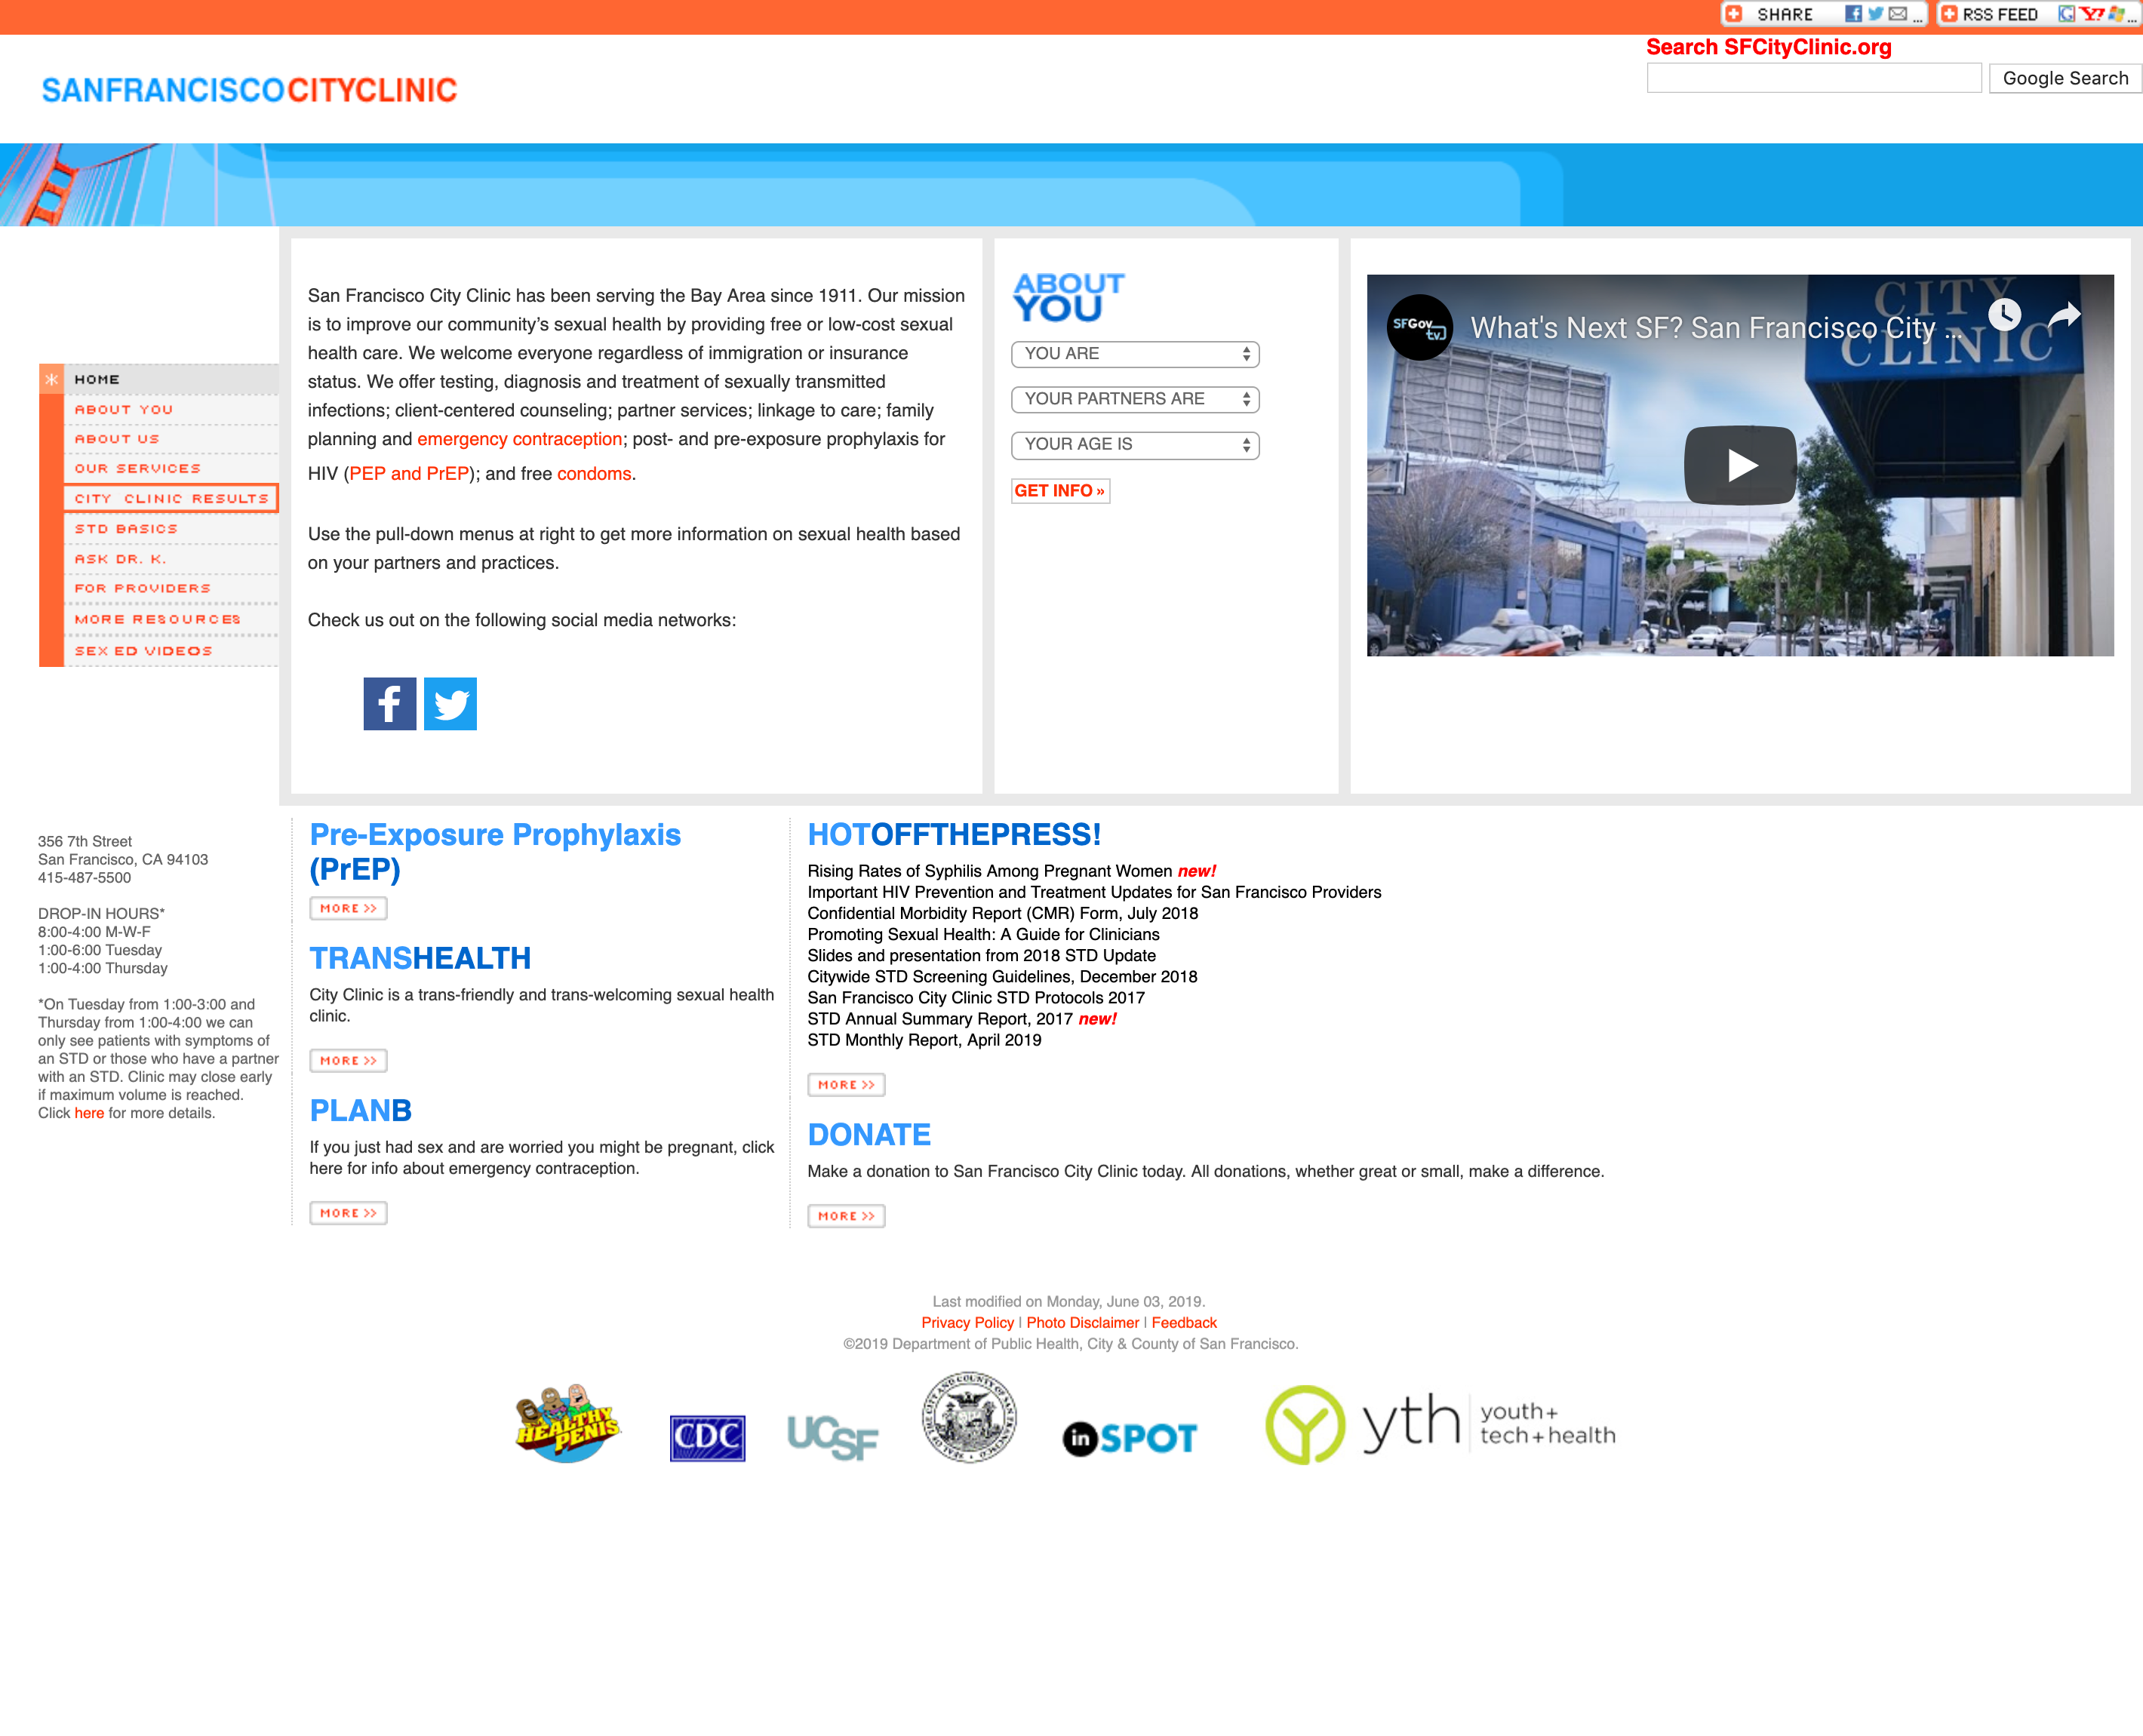 SHARE
...
RSS FEED
...
Search SFCityClinic.org
Google Search
SANFRANCISCOCITYCLINIC
HOME
ABOUT YOU
ABOUT US
OUR SERVICES
CITY CLINIC RESULTS
STD BASICS
ASK DR. K.
FOR PROVIDERS
MORE RESOURCES
SEX ED VIDEOS
San Francisco City Clinic has been serving the Bay Area since 1911. Our mission
is to improve our community’s sexual health by providing free or low-cost sexual
health care. We welcome everyone regardless of immigration or insurance
status. We offer testing, diagnosis and treatment of sexually transmitted
infections; client-centered counseling; partner services; linkage to care; family
planning and emergency contraception; post- and pre-exposure prophylaxis for
HIV (PEP and PrEP); and free condoms.
Use the pull-down menus at right to get more information on sexual health based
on your partners and practices.
Check us out on the following social media networks:
ABOUT
YOU
YOU ARE
YOUR PARTNERS ARE
YOUR AGE IS
GET INFO »
SFGov
tv
What's Next SF? San Francisco City ...
CITY
CLINIC
356 7th Street
San Francisco, CA 94103
415-487-5500
DROP-IN HOURS*
8:00-4:00 M-W-F
1:00-6:00 Tuesday
1:00-4:00 Thursday
*On Tuesday from 1:00-3:00 and
Thursday from 1:00-4:00 we can
only see patients with symptoms of
an STD or those who have a partner
with an STD. Clinic may close early
if maximum volume is reached.
Click here for more details.
Pre-Exposure Prophylaxis
(PrEP)
MORE >>
TRANSHEALTH
City Clinic is a trans-friendly and trans-welcoming sexual health
clinic.
MORE >>
PLANB
If you just had sex and are worried you might be pregnant, click
here for info about emergency contraception.
MORE >>
HOTOFFTHEPRESS!
Rising Rates of Syphilis Among Pregnant Women new!
Important HIV Prevention and Treatment Updates for San Francisco Providers
Confidential Morbidity Report (CMR) Form, July 2018
Promoting Sexual Health: A Guide for Clinicians
Slides and presentation from 2018 STD Update
Citywide STD Screening Guidelines, December 2018
San Francisco City Clinic STD Protocols 2017
STD Annual Summary Report, 2017 new!
STD Monthly Report, April 2019
MORE >>
DONATE
Make a donation to San Francisco City Clinic today. All donations, whether great or small, make a difference.
MORE >>
Last modified on Monday, June 03, 2019.
Privacy Policy | Photo Disclaimer | Feedback
©2019 Department of Public Health, City & County of San Francisco.
HEALTHY
PENIS
CDC
UCSF
SEAL OF THE CITY AND COUNTY OF SAN FRANCISCO
inSPOT
yth
youth+
tech+health